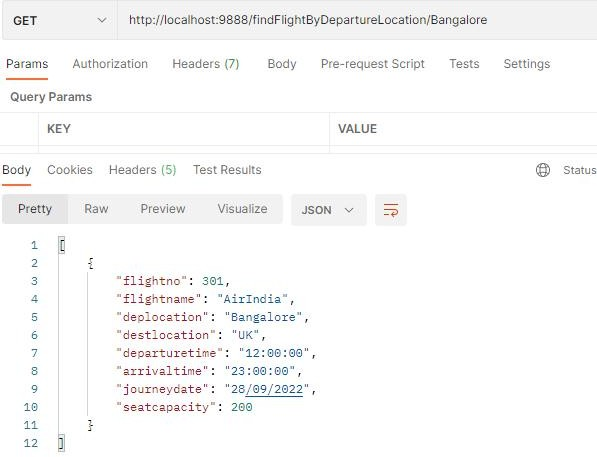 GET http://localhost:9888/findFlightByDepartureLocation/Bangalore
Params Authorization Headers (7) Body Pre-request Script Tests Settings
Query Params
KEY VALUE
Body Cookies Headers (5) Test Results Status
Pretty Raw Preview Visualize JSON
1 [
2 {
3 "flightno": 301,
4 "flightname": "AirIndia",
5 "deplocation": "Bangalore",
6 "destlocation": "UK",
7 "departuretime": "12:00:00",
8 "arrivaltime": "23:00:00",
9 "journeydate": "28/09/2022",
10 "seatcapacity": 200
11 }
12 ]